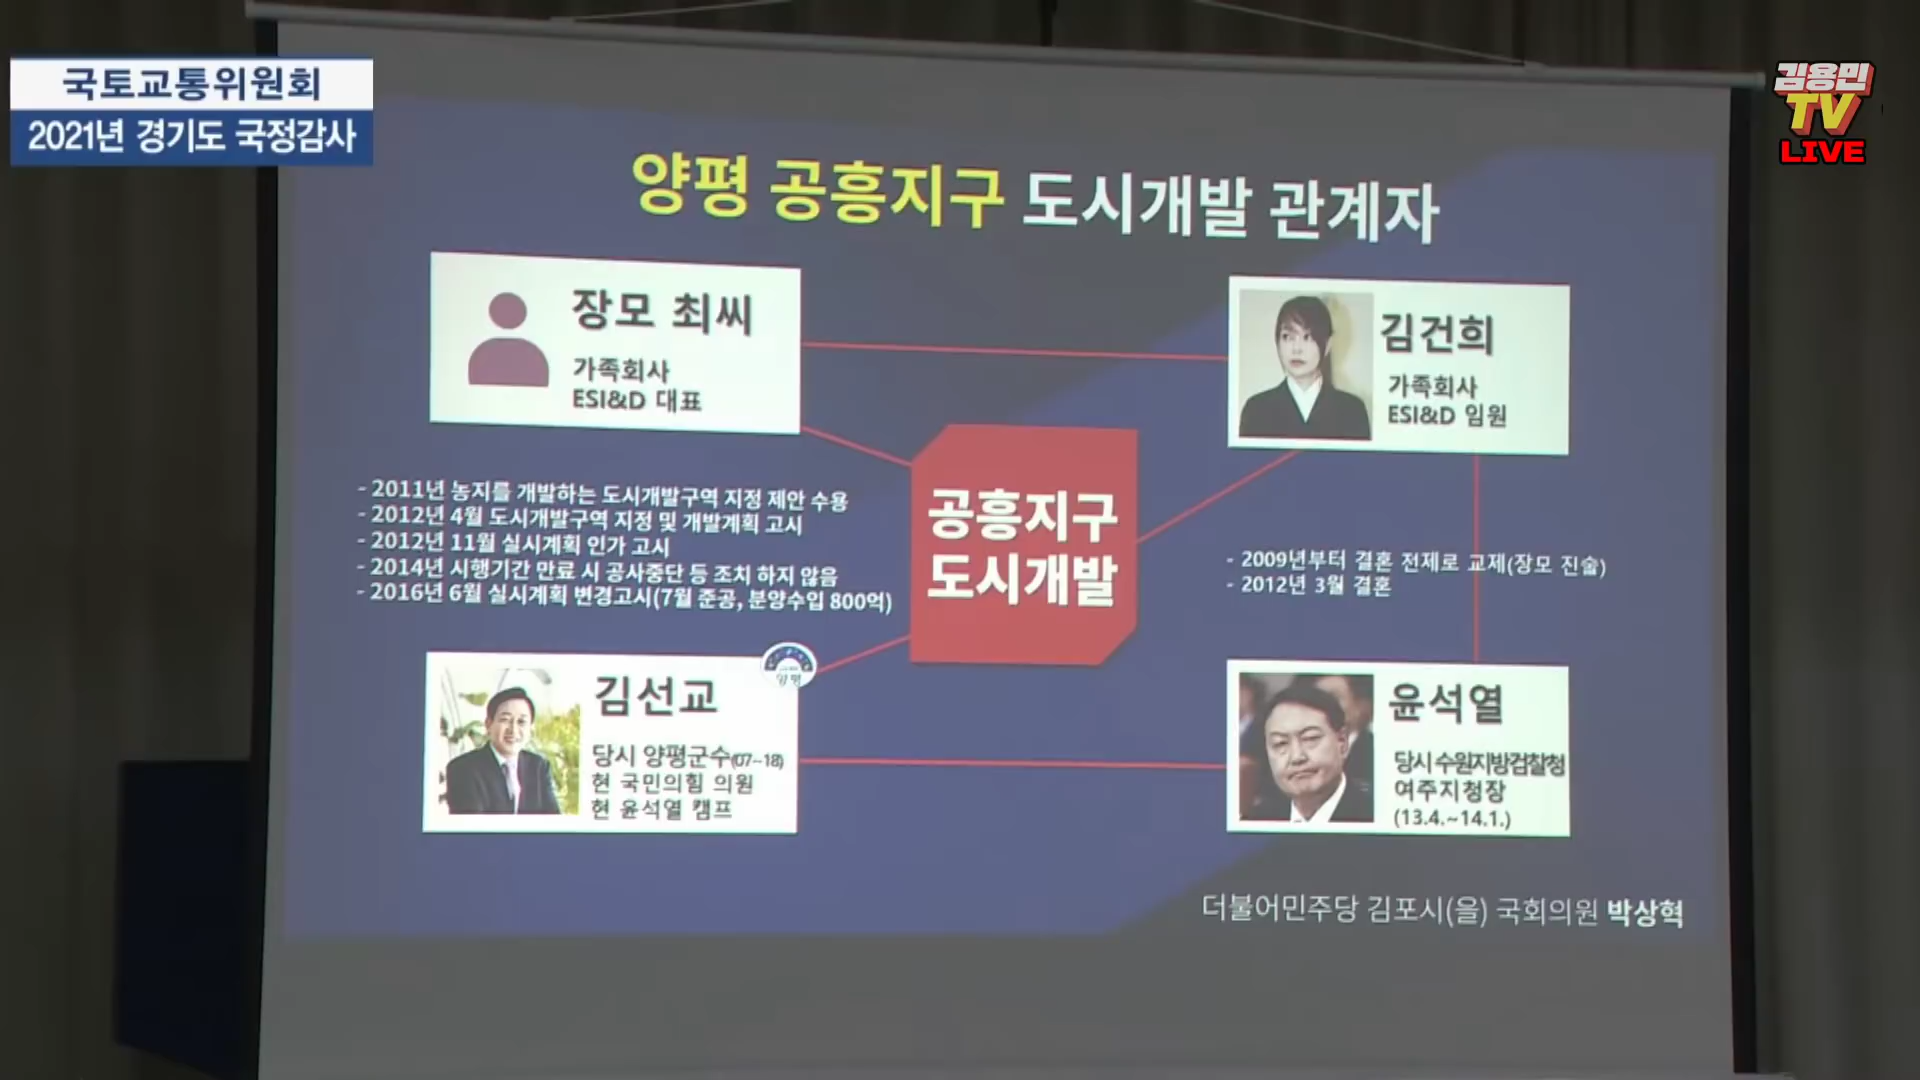 국토교통위원회
2021년 경기도 국정감사
김용민
TV
LIVE
양평 공흥지구 도시개발 관계자
장모 최씨
가족회사
ESI&D 대표
김건희
가족회사
ESI&D 임원
- 2011년 농지를 개발하는 도시개발구역 지정 제안 수용
- 2012년 4월 도시개발구역 지정 및 개발계획 고시
- 2012년 11월 실시계획 인가 고시
- 2014년 시행기간 만료 시 공사중단 등 조치 하지 않음
- 2016년 6월 실시계획 변경고시(7월 준공, 분양수입 800억)
공흥지구
도시개발
- 2009년부터 결혼 전제로 교제(장모 진술)
- 2012년 3월 결혼
양평
김선교
당시 양평군수(07~18)
현 국민의힘 의원
현 윤석열 캠프
윤석열
당시 수원지방검찰청
여주지청장
(13.4.~14.1.)
더불어민주당 김포시(을) 국회의원 박상혁